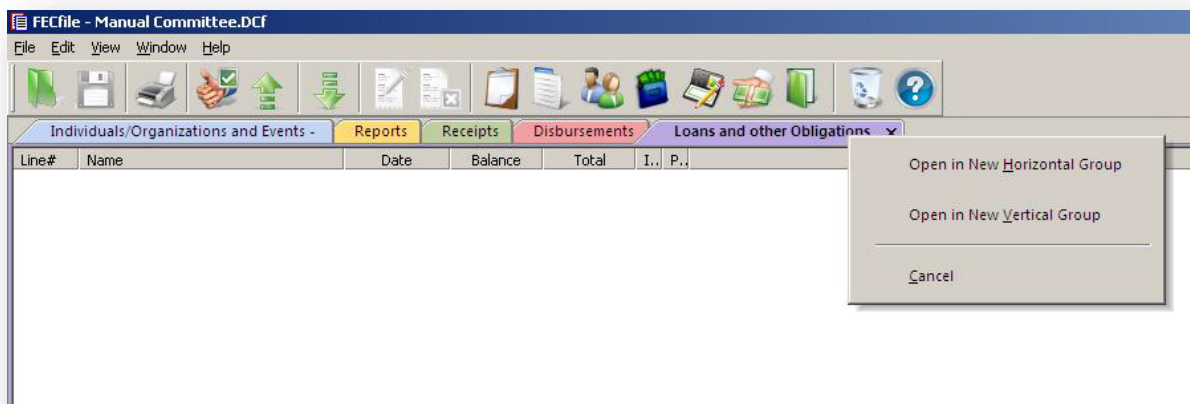 FECfile - Manual Committee.DCf
File Edit View Window Help
Individuals/Organizations and Events - Reports Receipts Disbursements Loans and other Obligations x
Line# Name Date Balance Total I.. P..
Open in New Horizontal Group
Open in New Vertical Group
Cancel